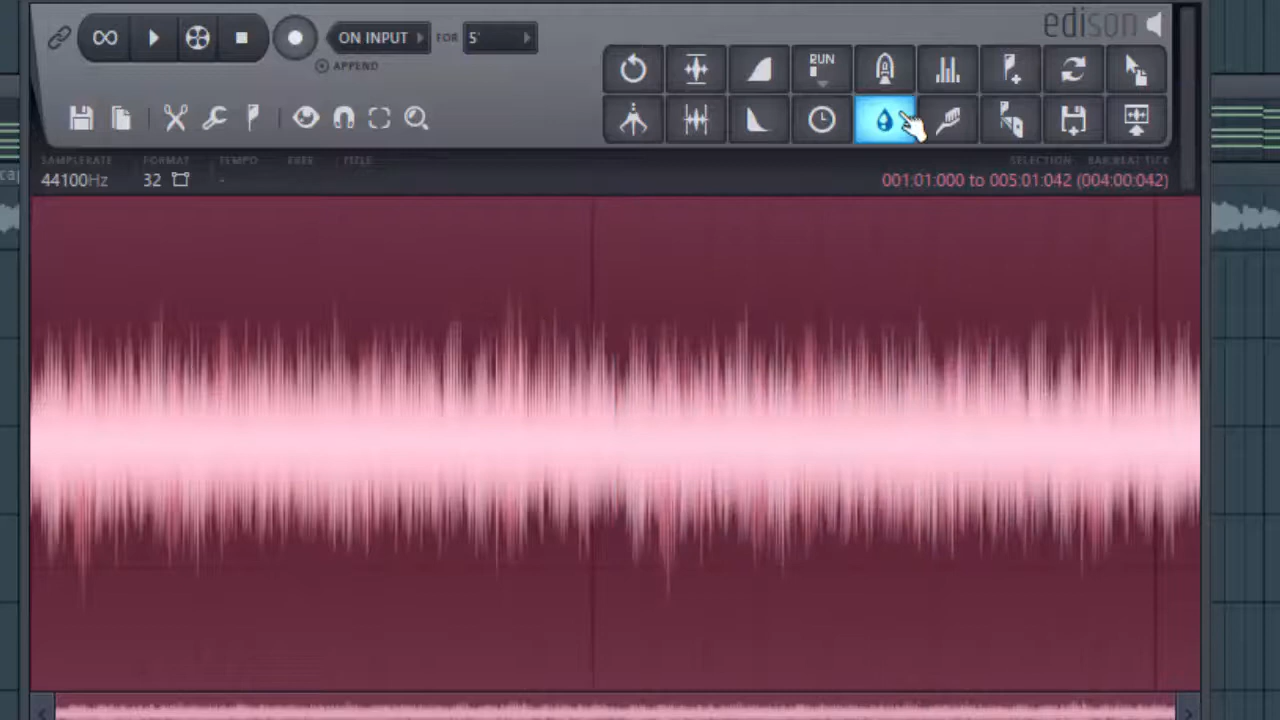 edison
ON INPUT FOR 5'
APPEND
RUN
SAMPLERATE FORMAT TEMPO FREE TITLE SELECTION BAR:BEAT:TICK
44100Hz 32 - 001:01:000 to 005:01:042 (004:00:042)